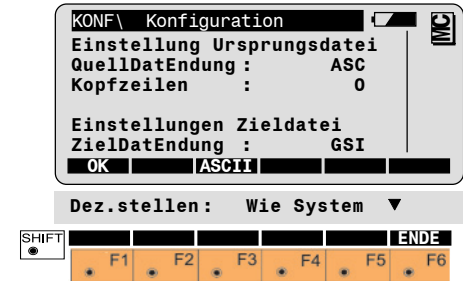 KONF\ Konfiguration
MC
Einstellung Ursprungsdatei
QuellDatEndung : ASC
Kopfzeilen : 0
Einstellungen Zieldatei
ZielDatEndung : GSI
OK ASCII
Dez.stellen: Wie System ▼
SHIFT ENDE
F1 F2 F3 F4 F5 F6